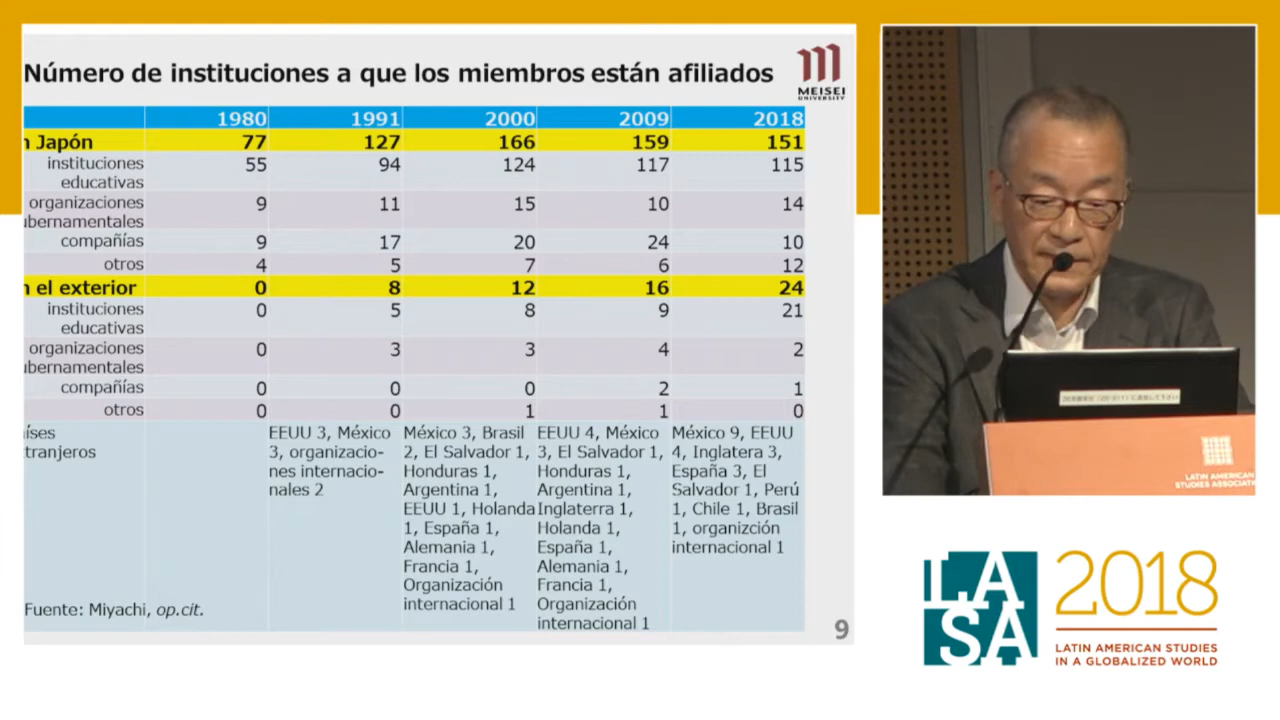 Número de instituciones a que los miembros están afiliados
MEISEI
UNIVERSITY
1980 1991 2000 2009 2018
n Japón 77 127 166 159 151
instituciones educativas 55 94 124 117 115
organizaciones ubernamentales 9 11 15 10 14
compañías 9 17 20 24 10
otros 4 5 7 6 12
n el exterior 0 8 12 16 24
instituciones educativas 0 5 8 9 21
organizaciones ubernamentales 0 3 3 4 2
compañías 0 0 0 2 1
otros 0 0 1 1 0
aíses
tranjeros
EEUU 3, México
3, organizacio-
nes internacio-
nales 2
México 3, Brasil
2, El Salvador 1,
Honduras 1,
Argentina 1,
EEUU 1, Holanda
1, España 1,
Alemania 1,
Francia 1,
Organización
internacional 1
EEUU 4, México
3, El Salvador 1,
Honduras 1,
Argentina 1,
Inglaterra 1,
Holanda 1,
España 1,
Alemania 1,
Francia 1,
Organización
internacional 1
México 9, EEUU
4, Inglatera 3,
España 3, El
Salvador 1, Perú
1, Chile 1, Brasil
1, organizción
internacional 1
Fuente: Miyachi, op.cit.
9
LATIN AMERICAN
STUDIES ASSOCIAT
LASA
2018
LATIN AMERICAN STUDIES
IN A GLOBALIZED WORLD